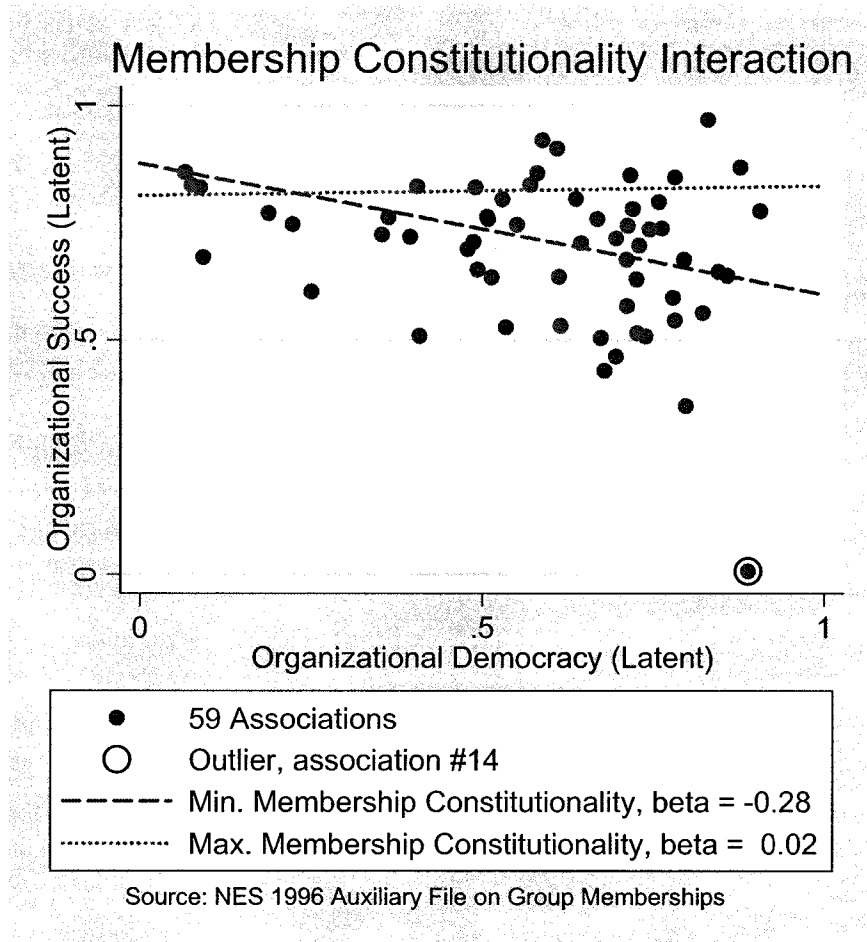 Membership Constitutionality Interaction
Organizational Success (Latent)
1
.5
0
0 .5 1
Organizational Democracy (Latent)
59 Associations
Outlier, association #14
Min. Membership Constitutionality, beta = -0.28
Max. Membership Constitutionality, beta = 0.02
Source: NES 1996 Auxiliary File on Group Memberships